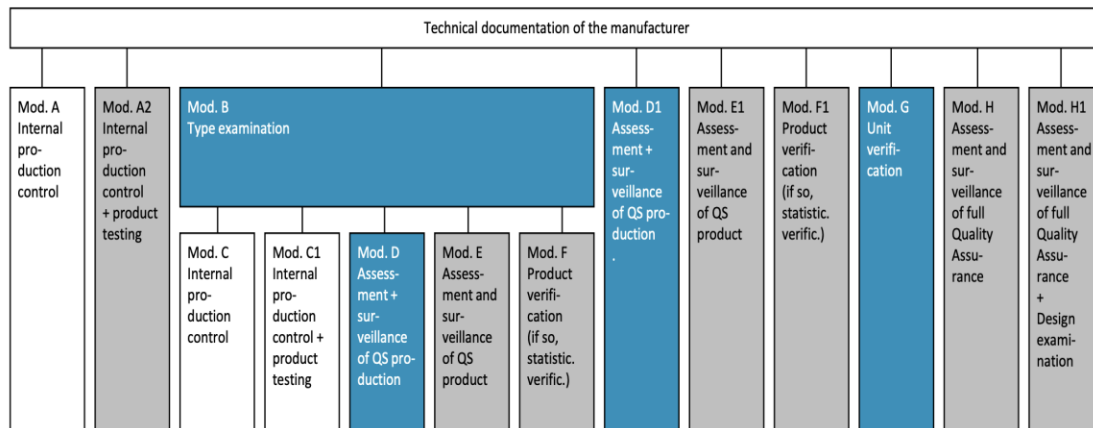 Technical documentation of the manufacturer
Mod. A
Internal
pro-
duction
control
Mod. A2
Internal
pro-
duction
control
+ product
testing
Mod. B
Type examination
Mod. C
Internal
pro-
duction
control
Mod. C1
Internal
pro-
duction
control +
product
testing
Mod. D
Assess-
ment +
sur-
veillance
of QS pro-
duction
Mod. E
Assess-
ment and
sur-
veillance
of QS
product
Mod. F
Product
verifi-
cation
(if so,
statistic.
verific.)
Mod. D1
Assess-
ment +
sur-
veillance
of QS pro-
duction
.
Mod. E1
Assess-
ment and
sur-
veillance
of QS
product
Mod. F1
Product
verifi-
cation
(if so,
statistic.
verific.)
Mod. G
Unit
verifi-
cation
Mod. H
Assess-
ment and
sur-
veillance
of full
Quality
Assu-
rance
Mod. H1
Assess-
ment and
sur-
veillance
of full
Quality
Assu-
rance
+
Design
exami-
nation